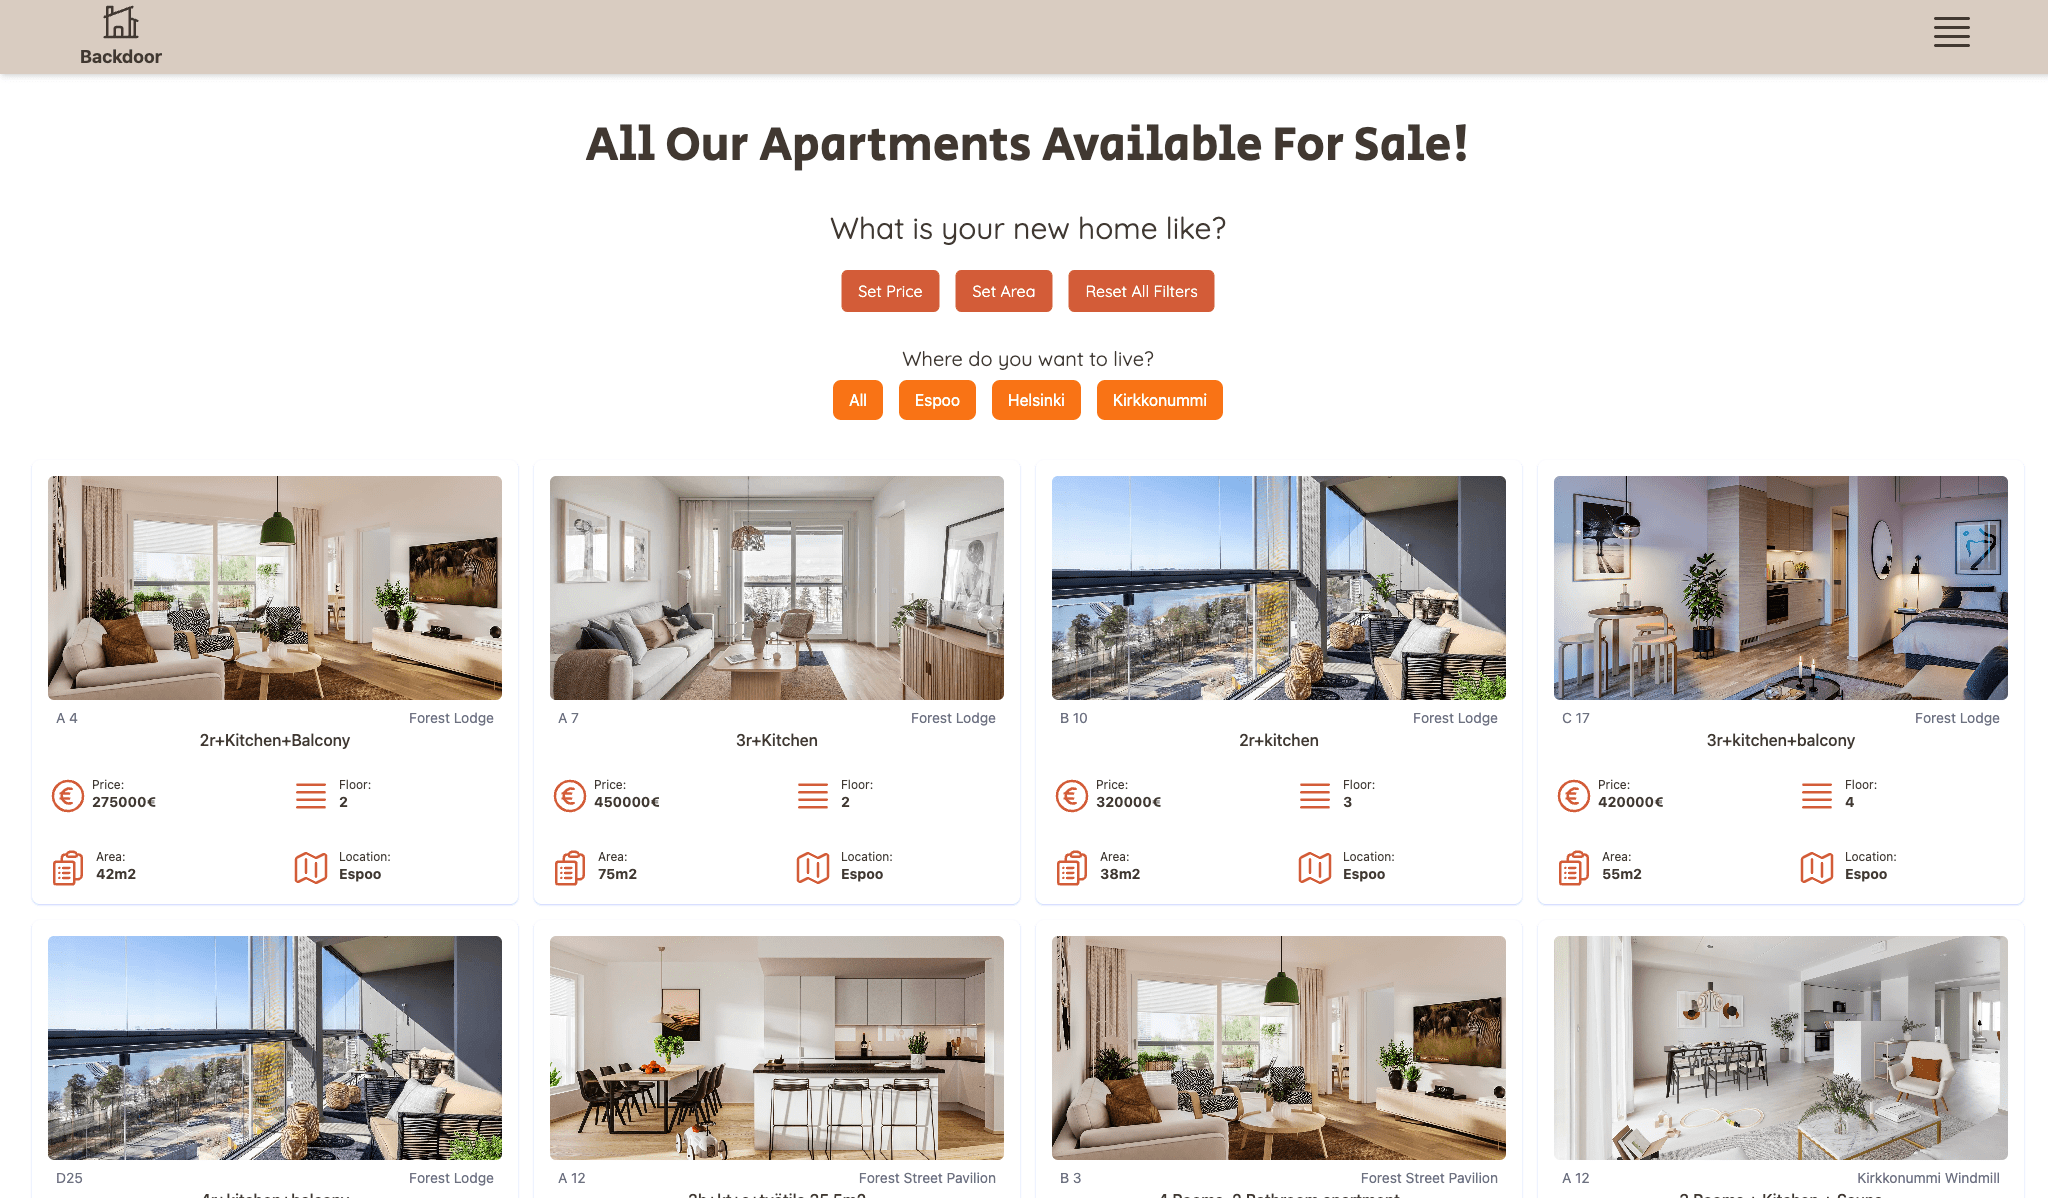 Backdoor
All Our Apartments Available For Sale!
What is your new home like?
Set Price Set Area Reset All Filters
Where do you want to live?
All Espoo Helsinki Kirkkonummi
A 4 Forest Lodge
2r+Kitchen+Balcony
Price:
275000€
Floor:
2
Area:
42m2
Location:
Espoo
A 7 Forest Lodge
3r+Kitchen
Price:
450000€
Floor:
2
Area:
75m2
Location:
Espoo
B 10 Forest Lodge
2r+kitchen
Price:
320000€
Floor:
3
Area:
38m2
Location:
Espoo
C 17 Forest Lodge
3r+kitchen+balcony
Price:
420000€
Floor:
4
Area:
55m2
Location:
Espoo
D25 Forest Lodge
A 12 Forest Street Pavilion
B 3 Forest Street Pavilion
A 12 Kirkkonummi Windmill